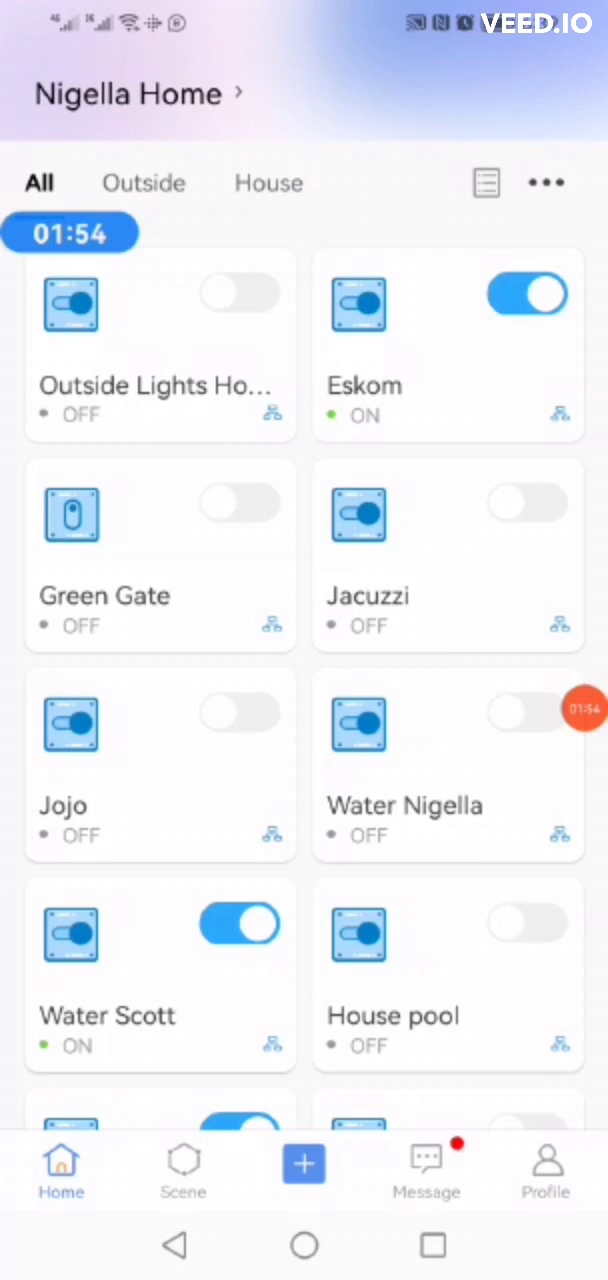 VEED.IO
Nigella Home
All Outside House
01:54
Outside Lights Ho...
OFF
Eskom
ON
Green Gate
OFF
Jacuzzi
OFF
01:54
Jojo
OFF
Water Nigella
OFF
Water Scott
ON
House pool
OFF
Home Scene Message Profile